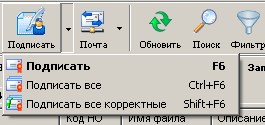 Подписать Почта Обновить Поиск Фильтр
Подписать F6
Подписать все Ctrl+F6
Подписать все корректные Shift+F6
Зап
Код НО Имя файла